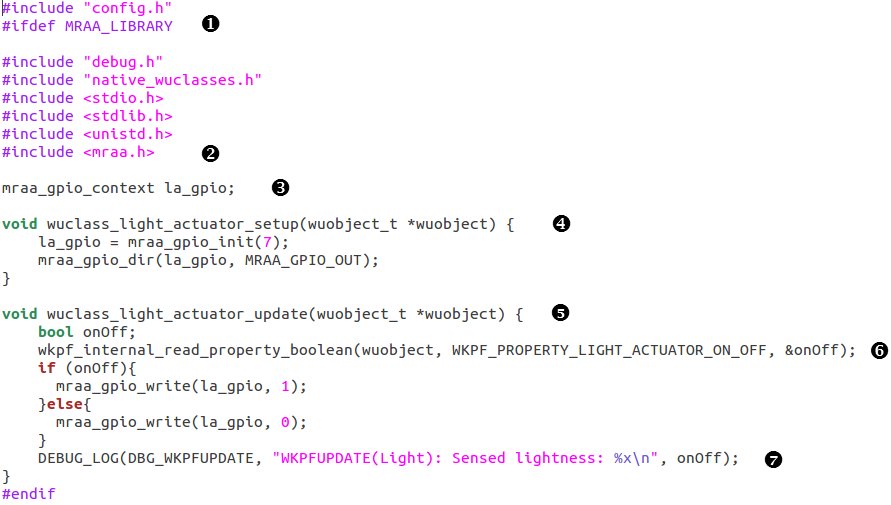 #include "config.h"
#ifdef MRAA_LIBRARY ❶
#include "debug.h"
#include "native_wuclasses.h"
#include <stdio.h>
#include <stdlib.h>
#include <unistd.h>
#include <mraa.h> ❷
mraa_gpio_context la_gpio; ❸
void wuclass_light_actuator_setup(wuobject_t *wuobject) { ❹
    la_gpio = mraa_gpio_init(7);
    mraa_gpio_dir(la_gpio, MRAA_GPIO_OUT);
}
void wuclass_light_actuator_update(wuobject_t *wuobject) { ❺
    bool onOff;
    wkpf_internal_read_property_boolean(wuobject, WKPF_PROPERTY_LIGHT_ACTUATOR_ON_OFF, &onOff); ❻
    if (onOff){
      mraa_gpio_write(la_gpio, 1);
    }else{
      mraa_gpio_write(la_gpio, 0);
    }
    DEBUG_LOG(DBG_WKPFUPDATE, "WKPFUPDATE(Light): Sensed lightness: %x\n", onOff); ❼
}
#endif